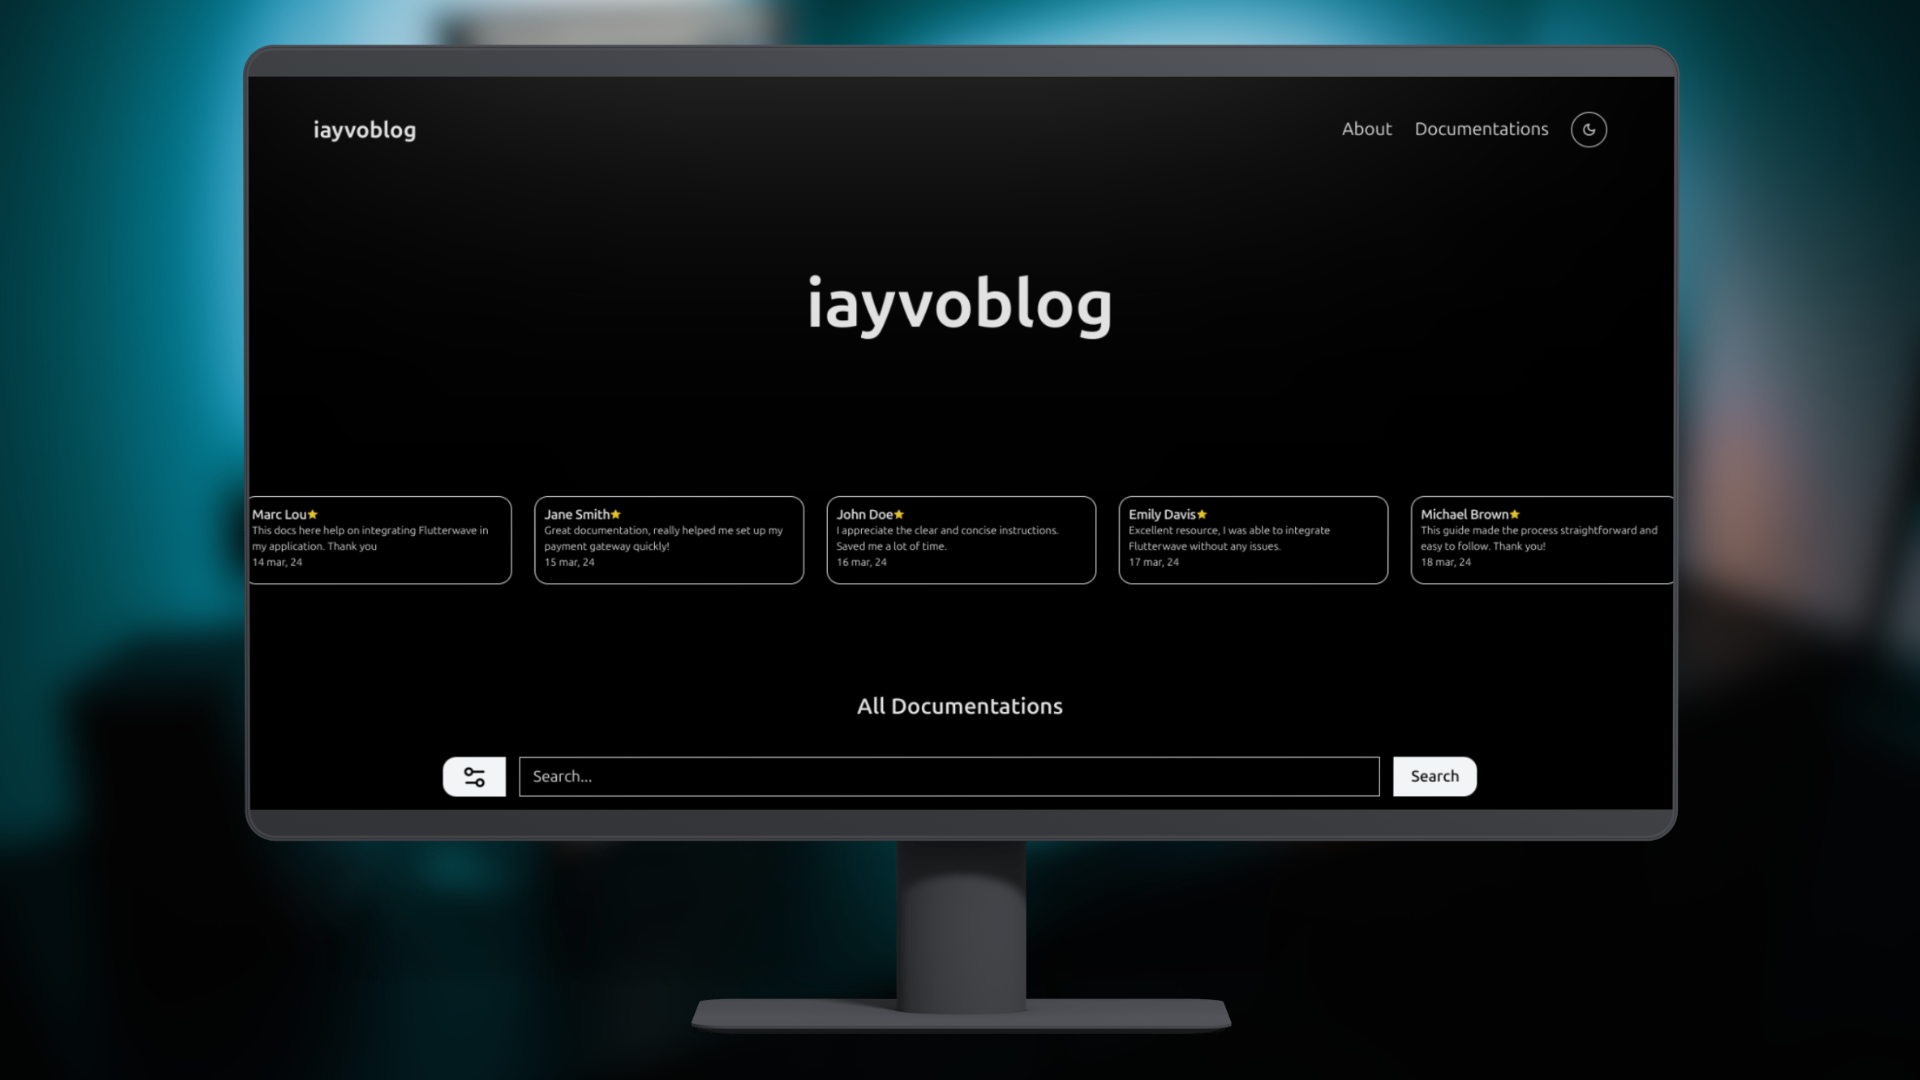 iayvoblog
About
Documentations
iayvoblog
Marc Lou
This docs here help on integrating Flutterwave in
my application. Thank you
14 mar, 24
Jane Smith
Great documentation, really helped me set up my
payment gateway quickly!
15 mar, 24
John Doe
I appreciate the clear and concise instructions.
Saved me a lot of time.
16 mar, 24
Emily Davis
Excellent resource, I was able to integrate
Flutterwave without any issues.
17 mar, 24
Michael Brown
This guide made the process straightforward and
easy to follow. Thank you!
18 mar, 24
All Documentations
Search...
Search